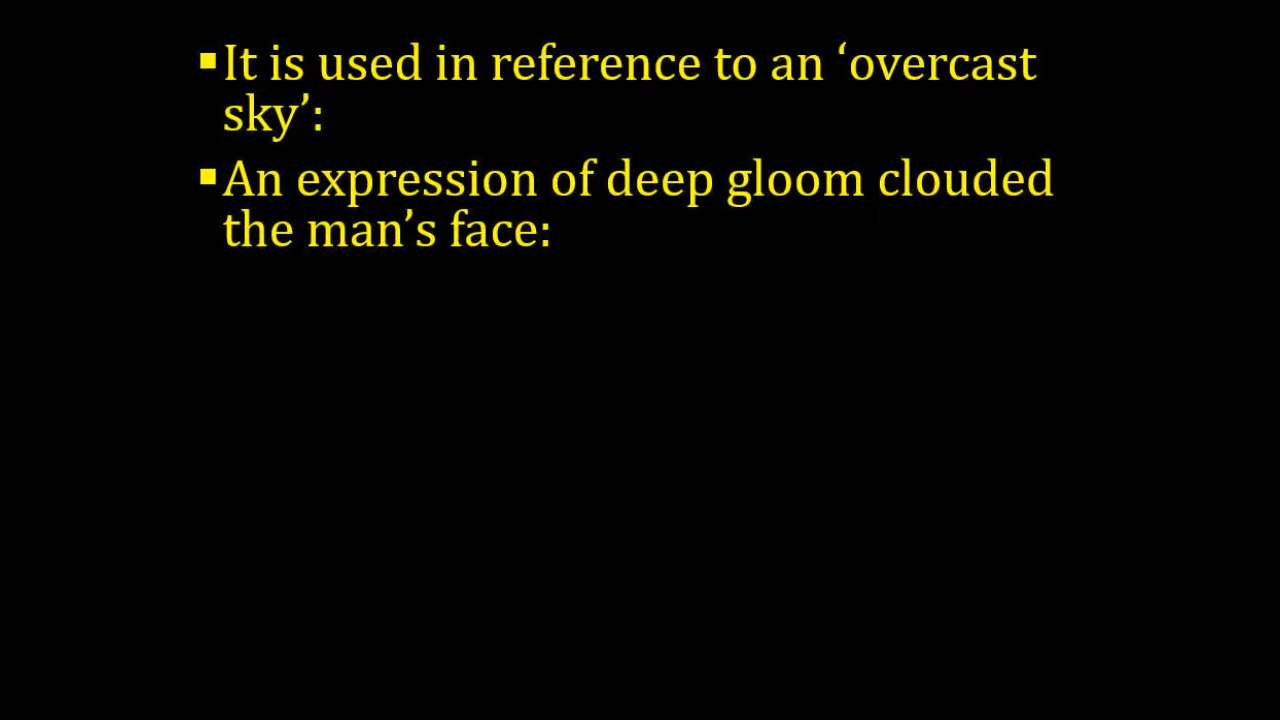 ▪It is used in reference to an ‘overcast
sky’:
▪An expression of deep gloom clouded
the man’s face: